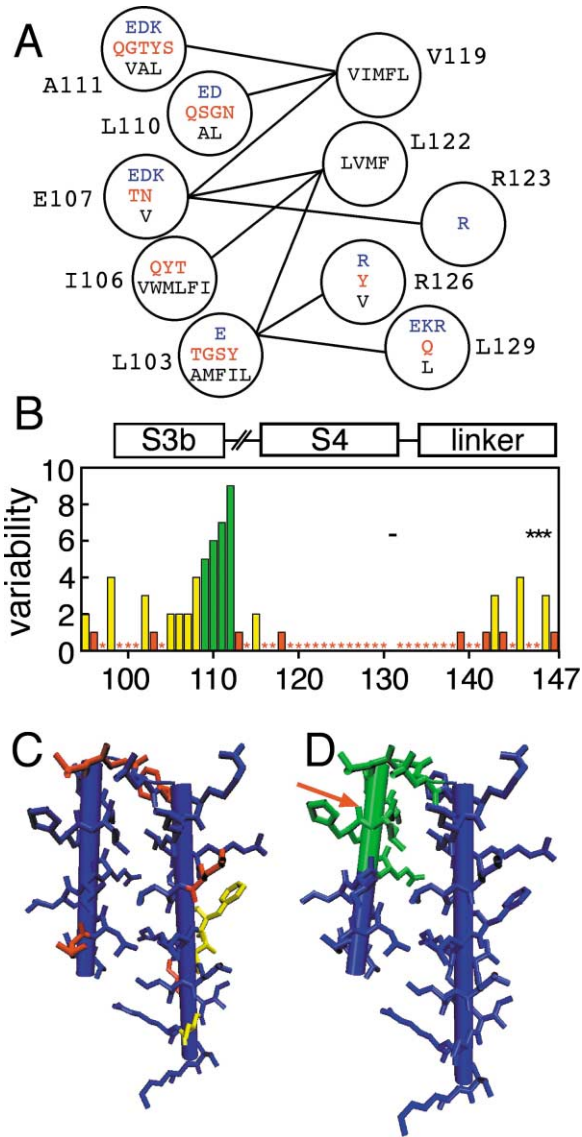 A
EDK
QGTYS
VAL
A111
V119
VIMFL
ED
QSGN
AL
L110
L122
LVMF
E107
EDK
TN
V
R123
R
I106
QYT
VWMLFI
R
Y
V
R126
L103
E
TGSY
AMFIL
EKR
Q
L
L129
B
S3b
S4
linker
variability
10
8
6
4
2
0
-
***
100
110
120
130
140
147
C
D